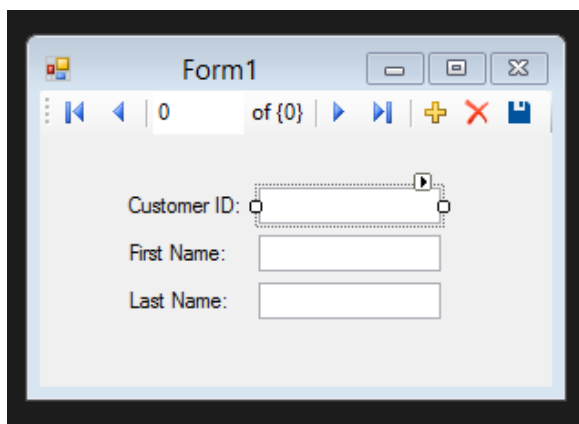 Form1
0 of {0}
Customer ID:
First Name:
Last Name: